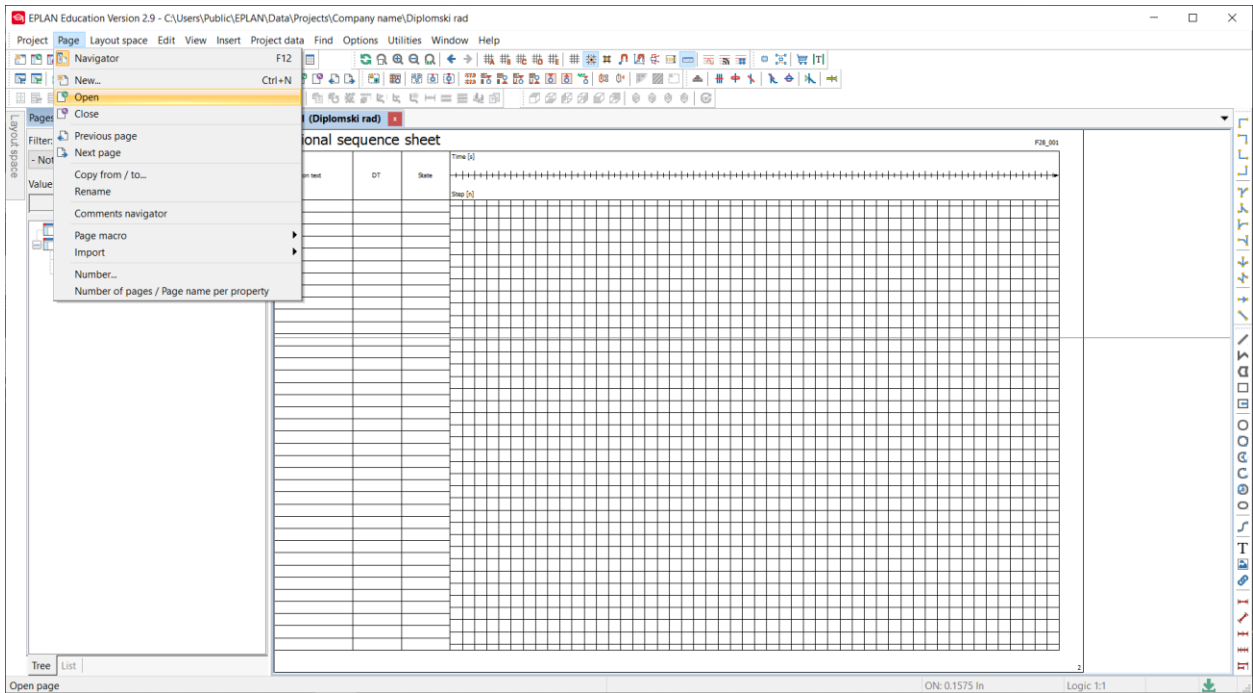 EPLAN Education Version 2.9 - C:\Users\Public\EPLAN\Data\Projects\Company name\Diplomski rad
Project Page Layout space Edit View Insert Project data Find Options Utilities Window Help
Navigator F12
New... Ctrl+N
Open
Close
Previous page
Next page
Copy from / to...
Rename
Comments navigator
Page macro
Import
Number...
Number of pages / Page name per property
Layout space
Pages
Filter:
- Not
Value
(Diplomski rad)
ional sequence sheet
F28_001
on text DT State
Time [s]
Step [n]
2
Tree List
Open page ON: 0.1575 In Logic 1:1